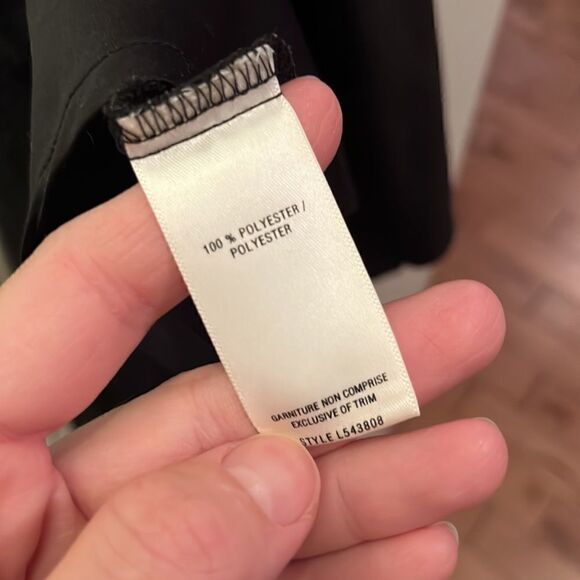 100 % POLYESTER /
POLYESTER
GARNITURE NON COMPRISE
EXCLUSIVE OF TRIM
STYLE L543808